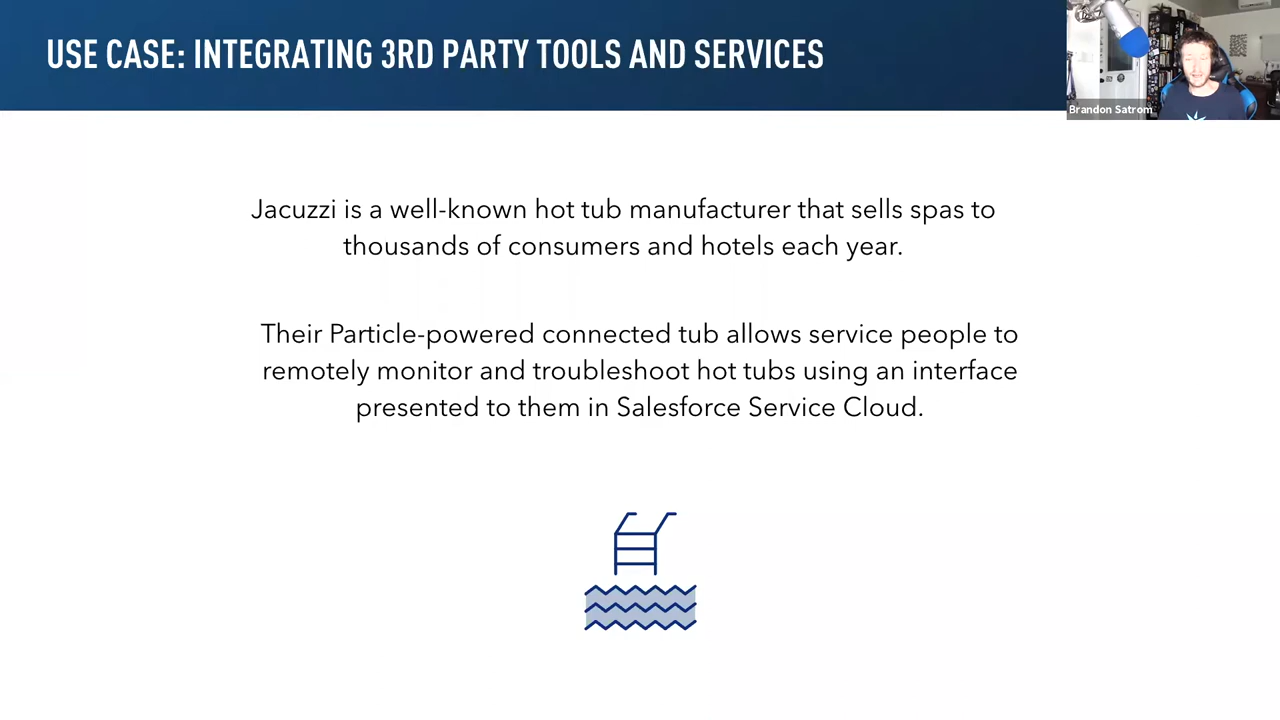 USE CASE: INTEGRATING 3RD PARTY TOOLS AND SERVICES
Brandon Satrom
Jacuzzi is a well-known hot tub manufacturer that sells spas to
thousands of consumers and hotels each year.
Their Particle-powered connected tub allows service people to
remotely monitor and troubleshoot hot tubs using an interface
presented to them in Salesforce Service Cloud.